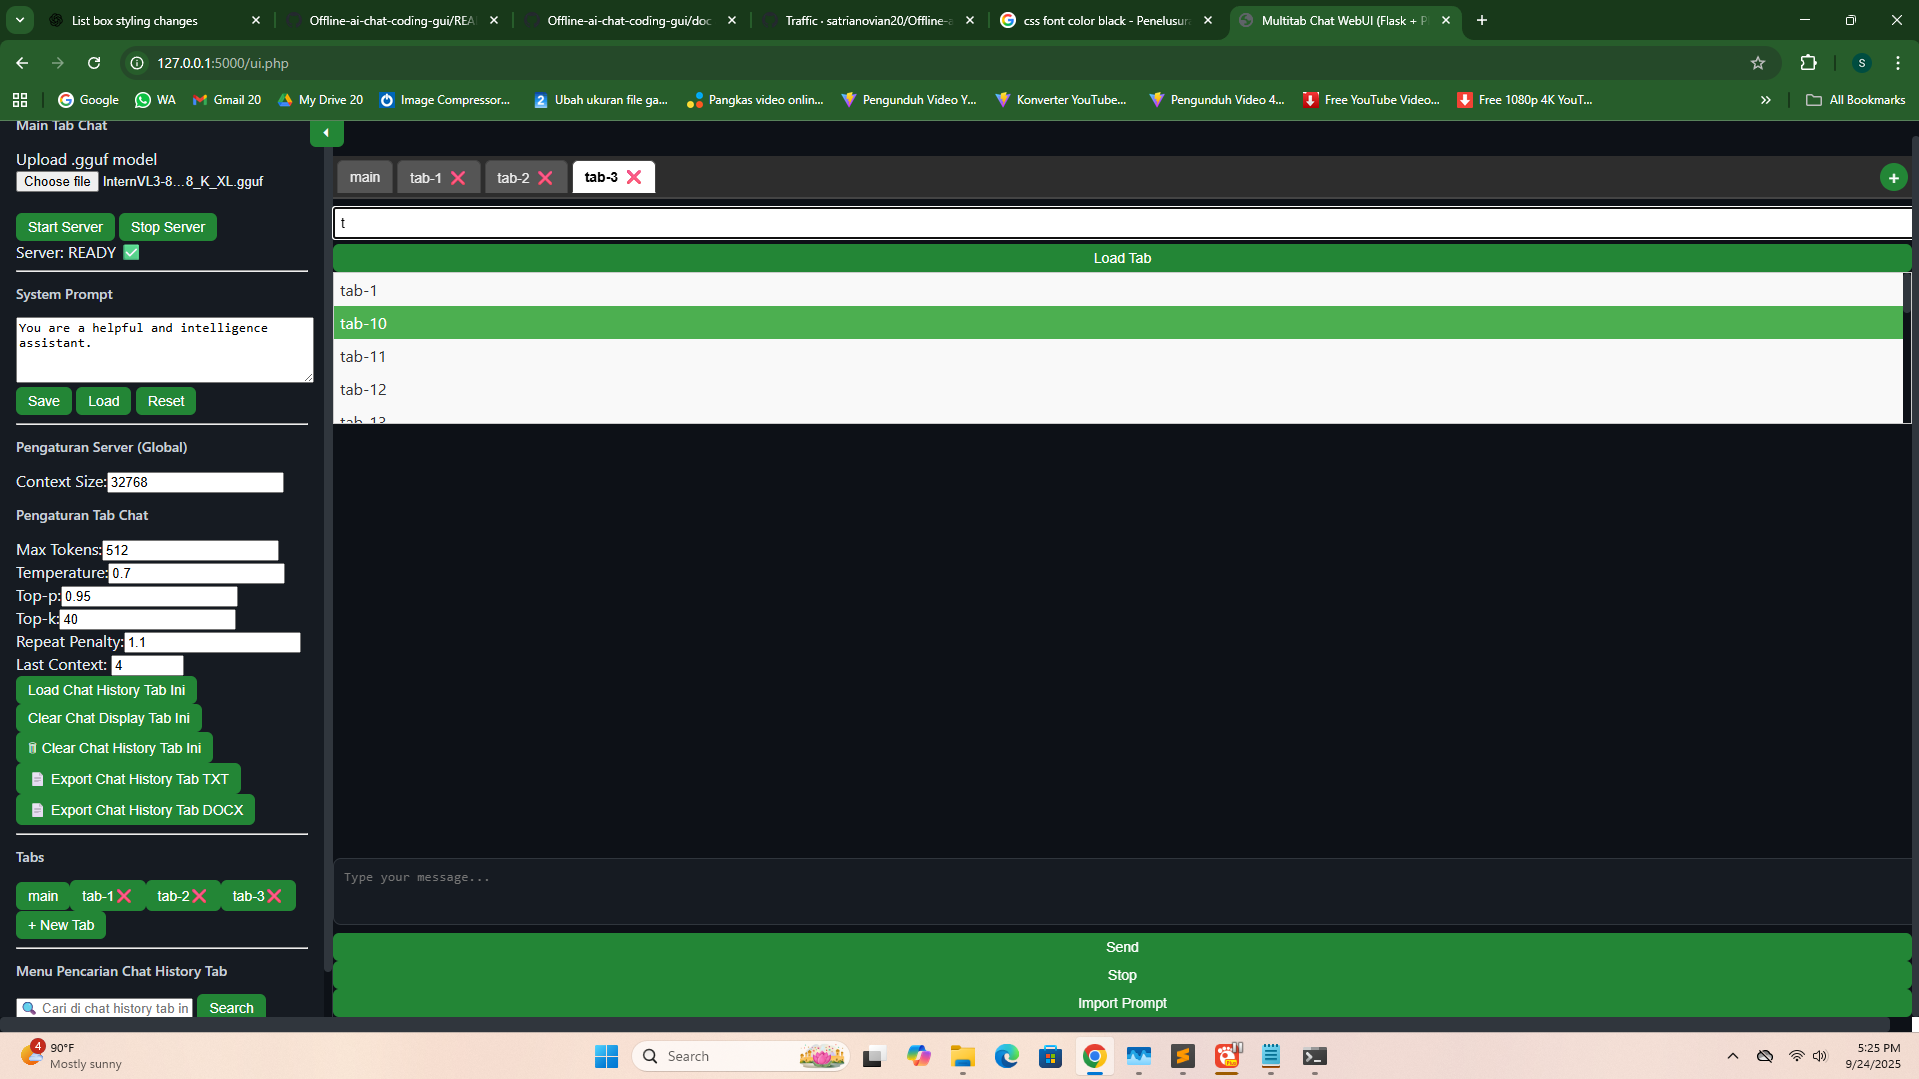 List box styling changes
Offline-ai-chat-coding-gui/REA
Offline-ai-chat-coding-gui/doc
Traffic · satrianovian20/Offline-a
css font color black - Penelusura
Multitab Chat WebUI (Flask + P
127.0.0.1:5000/ui.php
S
Google
WA
Gmail 20
My Drive 20
Image Compressor...
Ubah ukuran file ga...
Pangkas video onlin...
Pengunduh Video Y...
Konverter YouTube...
Pengunduh Video 4...
Free YouTube Video...
Free 1080p 4K YouT...
All Bookmarks
Main Tab Chat
Upload .gguf model
Choose file InternVL3-8...8_K_XL.gguf
Start Server Stop Server
Server: READY
System Prompt
You are a helpful and intelligence
assistant.
Save Load Reset
Pengaturan Server (Global)
Context Size: 32768
Pengaturan Tab Chat
Max Tokens: 512
Temperature: 0.7
Top-p: 0.95
Top-k: 40
Repeat Penalty: 1.1
Last Context: 4
Load Chat History Tab Ini
Clear Chat Display Tab Ini
Clear Chat History Tab Ini
Export Chat History Tab TXT
Export Chat History Tab DOCX
Tabs
main tab-1 tab-2 tab-3
+ New Tab
Menu Pencarian Chat History Tab
Cari di chat history tab in Search
main tab-1 tab-2 tab-3 +
t
Load Tab
tab-1
tab-10
tab-11
tab-12
tab-13
Type your message...
Send
Stop
Import Prompt
4
90°F
Mostly sunny
Search
5:25 PM
9/24/2025